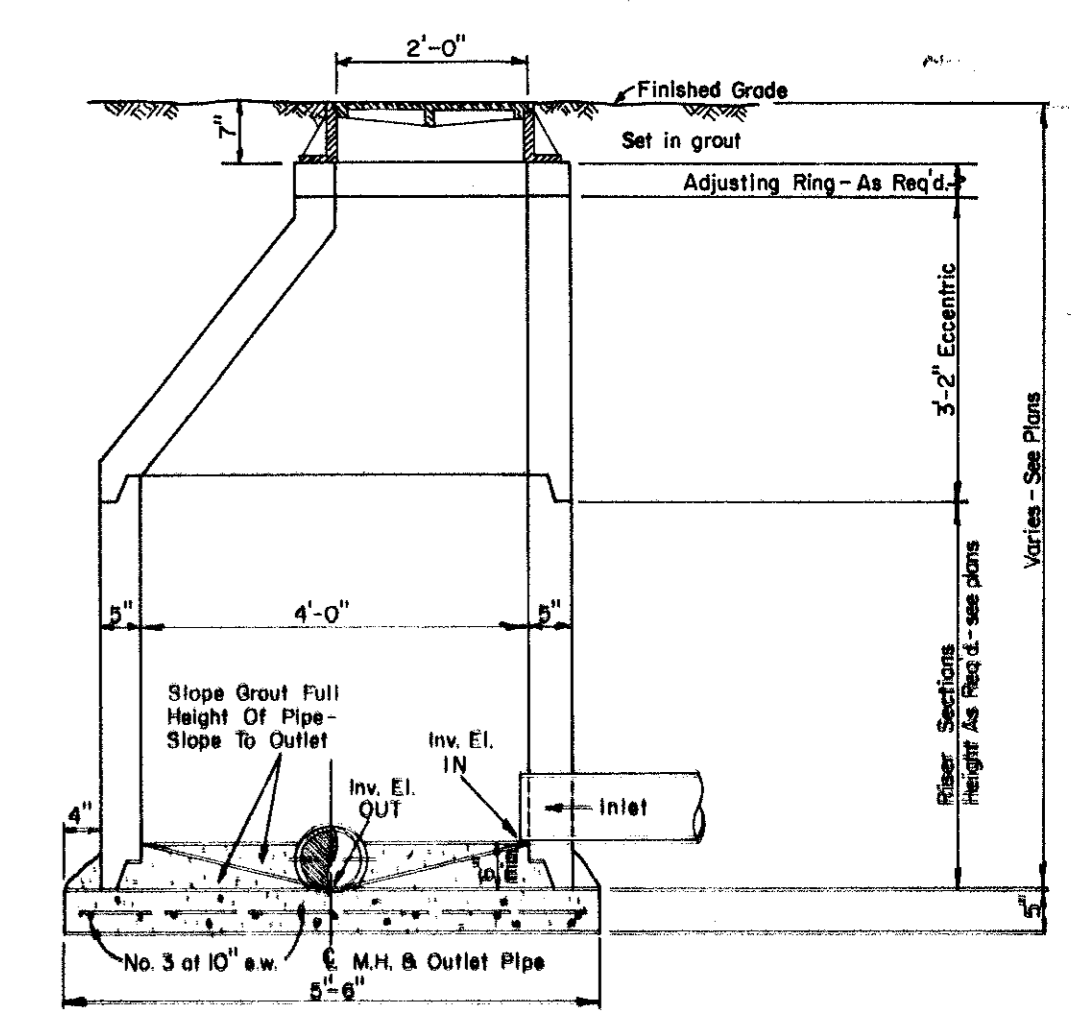 2'-0"
Finished Grade
7"
Set in grout
Adjusting Ring - As Req'd.
3'-2" Eccentric
Varies - See Plans
5"
4'-0"
5"
Riser Sections
Height As Req'd. - see plans
Slope Grout Full
Height Of Pipe -
Slope To Outlet
Inv. El.
IN
Inv. El.
OUT
Inlet
4"
5"
No. 3 at 10" e.w.
℄ M.H. & Outlet Pipe
5'-6"